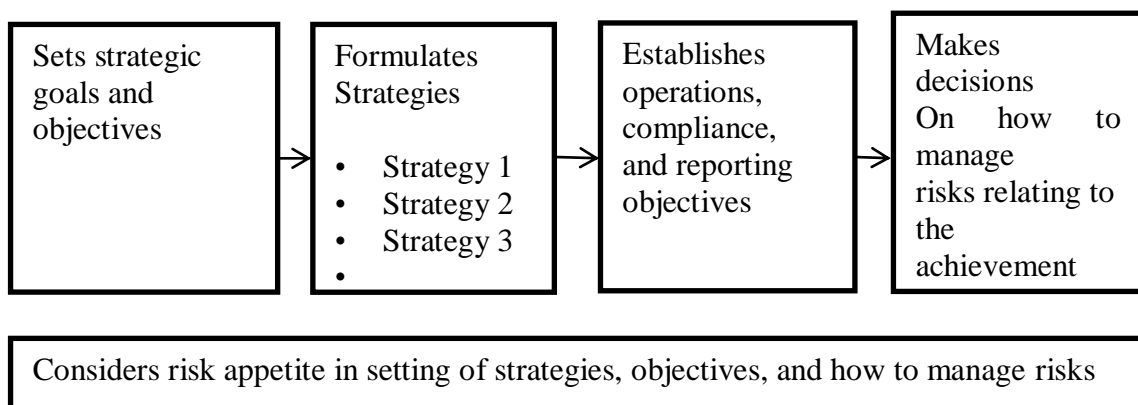 Sets strategic
goals and
objectives
Formulates
Strategies
• Strategy 1
• Strategy 2
• Strategy 3
•
Establishes
operations,
compliance,
and reporting
objectives
Makes
decisions
On how to
manage
risks relating to
the
achievement
Considers risk appetite in setting of strategies, objectives, and how to manage risks